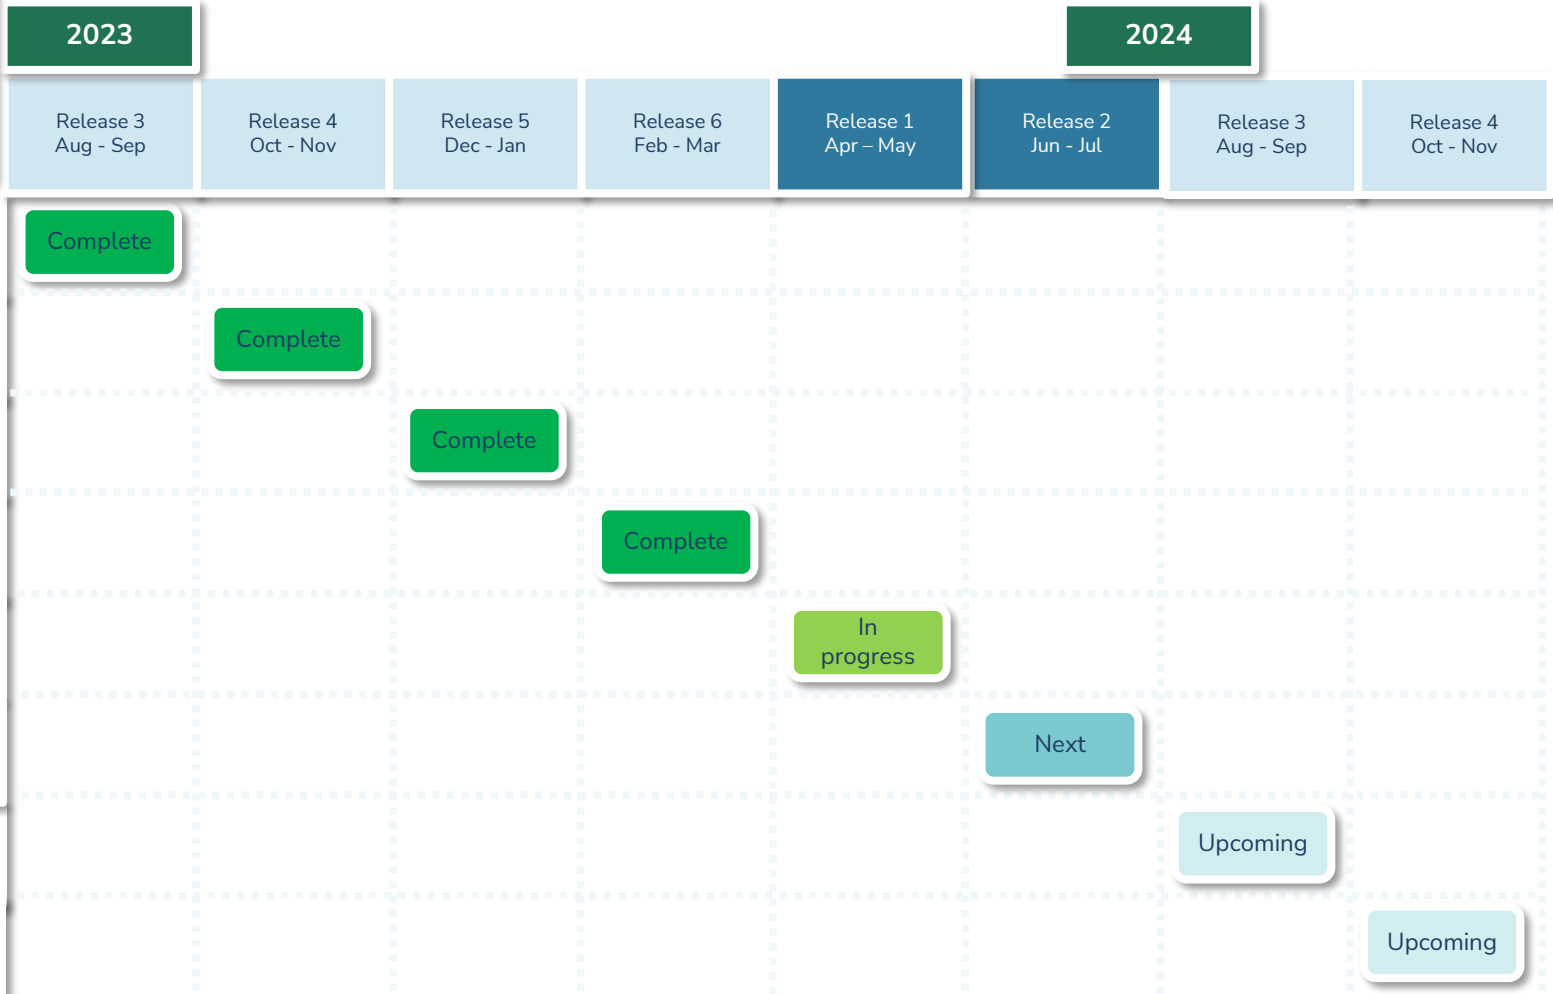 2023
2024
Release 3
Aug - Sep
Release 4
Oct - Nov
Release 5
Dec - Jan
Release 6
Feb - Mar
Release 1
Apr – May
Release 2
Jun - Jul
Release 3
Aug - Sep
Release 4
Oct - Nov
Complete
Complete
Complete
Complete
In
progress
Next
Upcoming
Upcoming